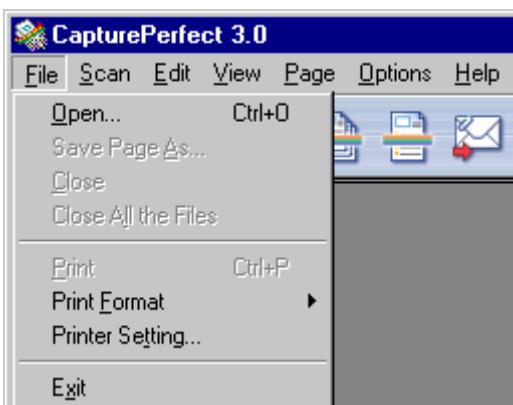 CapturePerfect 3.0
File Scan Edit View Page Options Help
Open... Ctrl+O
Save Page As...
Close
Close All the Files
Print Ctrl+P
Print Format
Printer Setting...
Exit